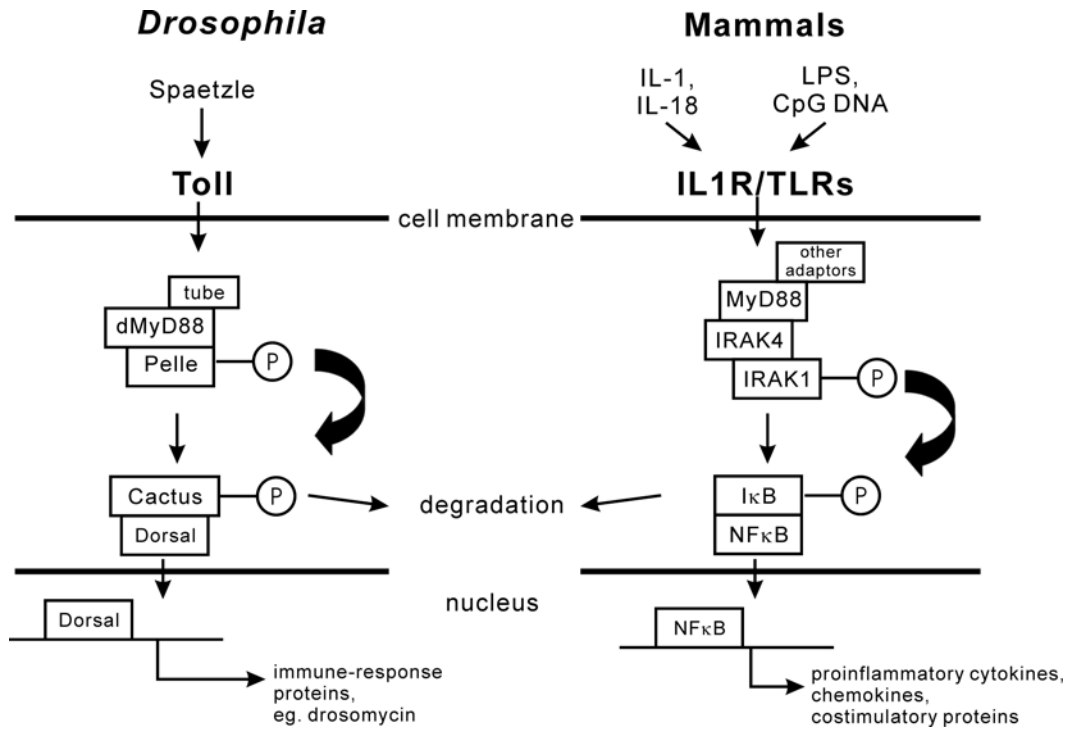 Drosophila
Mammals
Spaetzle
IL-1,
IL-18
LPS,
CpG DNA
Toll
IL1R/TLRs
cell membrane
tube
dMyD88
Pelle
P
other
adaptors
MyD88
IRAK4
IRAK1
P
Cactus
P
Dorsal
degradation
IκB
P
NFκB
nucleus
Dorsal
immune-response
proteins,
eg. drosomycin
NFκB
proinflammatory cytokines,
chemokines,
costimulatory proteins